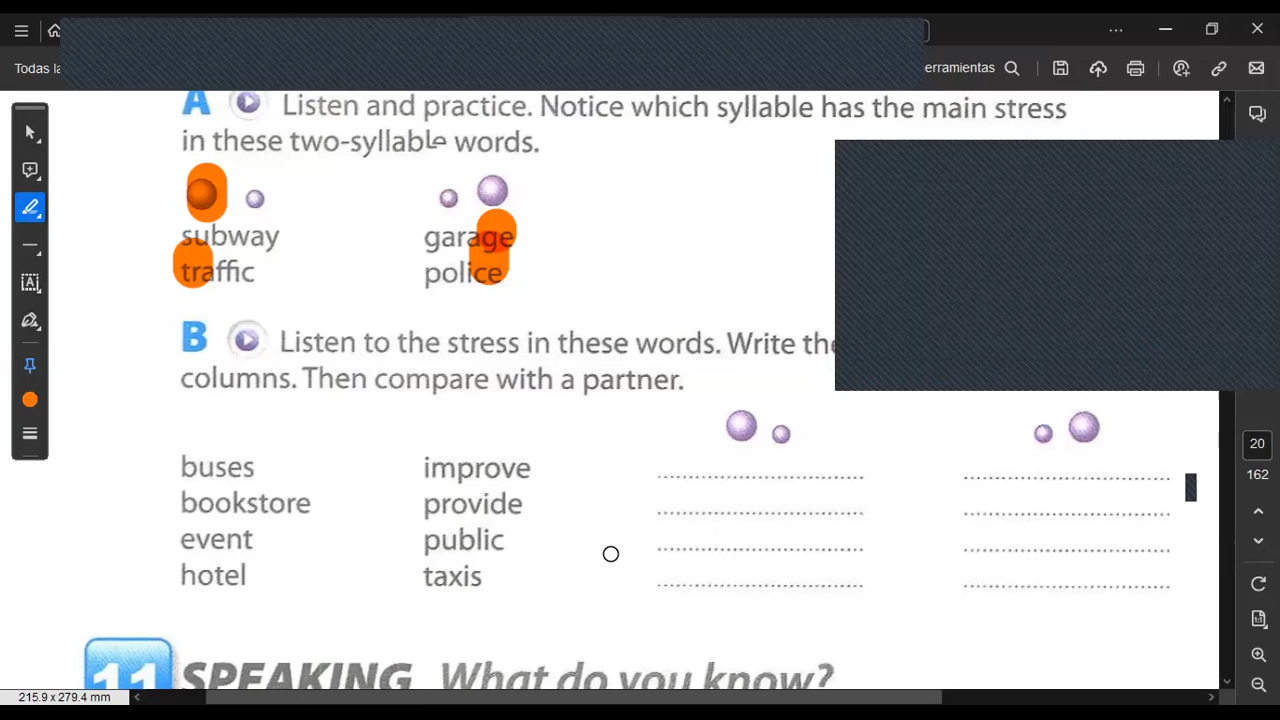 Todas la
erramientas
A Listen and practice. Notice which syllable has the main stress
in these two-syllable words.
subway garage
traffic police
B Listen to the stress in these words. Write the
columns. Then compare with a partner.
buses improve
bookstore provide
event public
hotel taxis
11 SPEAKING What do you know?
20
162
215.9 x 279.4 mm